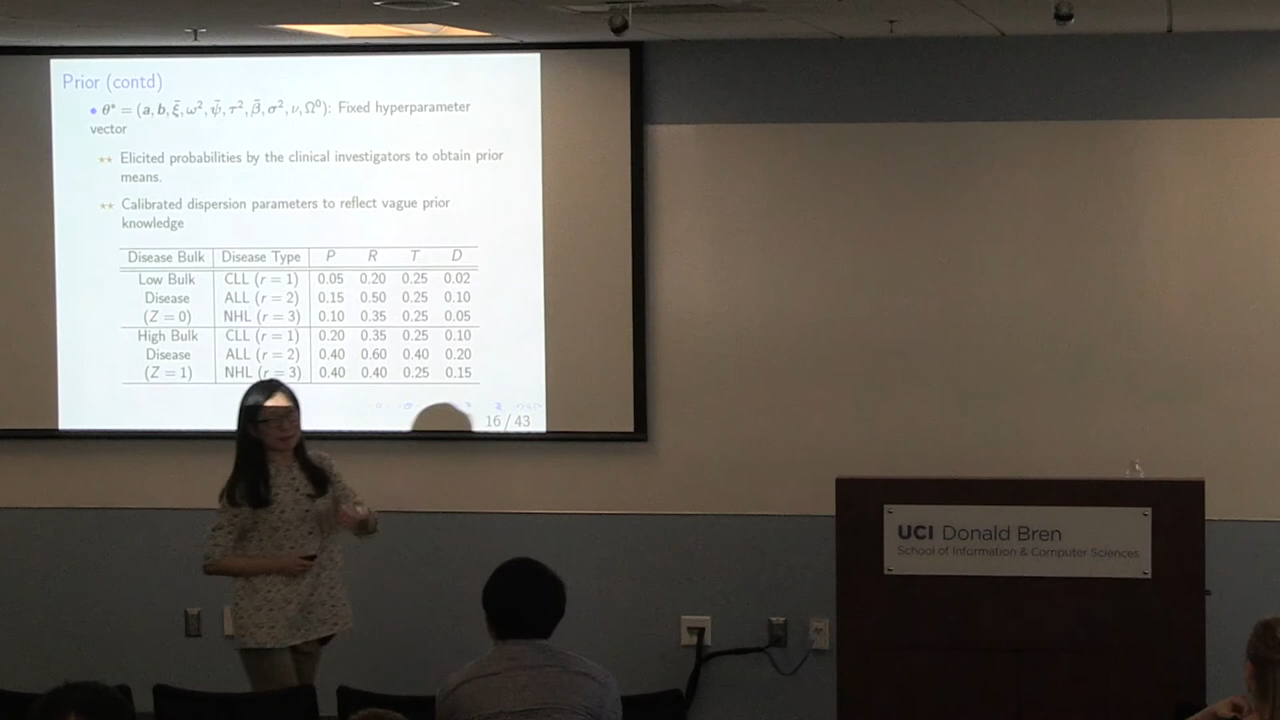 Prior (contd)
• θ* = (a, b, ξ̄, ω², ψ̄, τ², β̄, σ², ν, Ω⁰): Fixed hyperparameter
vector
⋆⋆ Elicited probabilities by the clinical investigators to obtain prior
means.
⋆⋆ Calibrated dispersion parameters to reflect vague prior
knowledge
Disease Bulk Disease Type P R T D
Low Bulk CLL (r = 1) 0.05 0.20 0.25 0.02
Disease ALL (r = 2) 0.15 0.50 0.25 0.10
(Z = 0) NHL (r = 3) 0.10 0.35 0.25 0.05
High Bulk CLL (r = 1) 0.20 0.35 0.25 0.10
Disease ALL (r = 2) 0.40 0.60 0.40 0.20
(Z = 1) NHL (r = 3) 0.40 0.40 0.25 0.15
16 / 43
UCI Donald Bren
School of Information & Computer Sciences